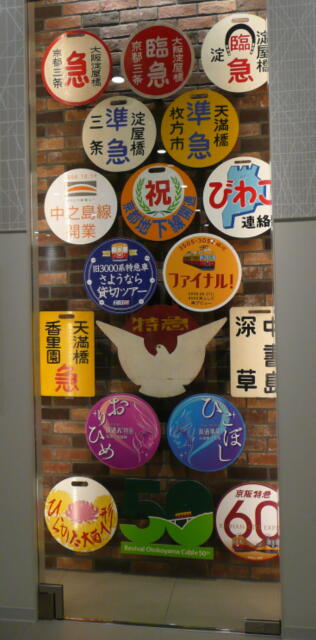 大阪淀屋橋
急
京都三条
大阪淀屋橋
臨急
京都三条
淀屋橋
臨急
淀
淀屋橋
準急
三条
天満橋
準急
枚方市
中之島線
開業
祝
京都地下線開通
びわこ
連絡
旧3000系特急車
さようなら
貸切ツアー
ファイナル!
特急
天満橋
急
香里園
中書島
深草
おりひめ
ひこぼし
ひらかた大菊人形
50
Revival Otokoyama Cable 50th
京阪特急
60